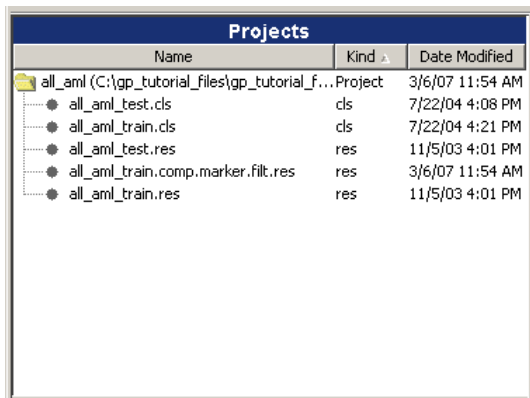 Projects
Name Kind Date Modified
all_aml (C:\gp_tutorial_files\gp_tutorial_f... Project 3/6/07 11:54 AM
all_aml_test.cls cls 7/22/04 4:08 PM
all_aml_train.cls cls 7/22/04 4:21 PM
all_aml_test.res res 11/5/03 4:01 PM
all_aml_train.comp.marker.filt.res res 3/6/07 11:54 AM
all_aml_train.res res 11/5/03 4:01 PM